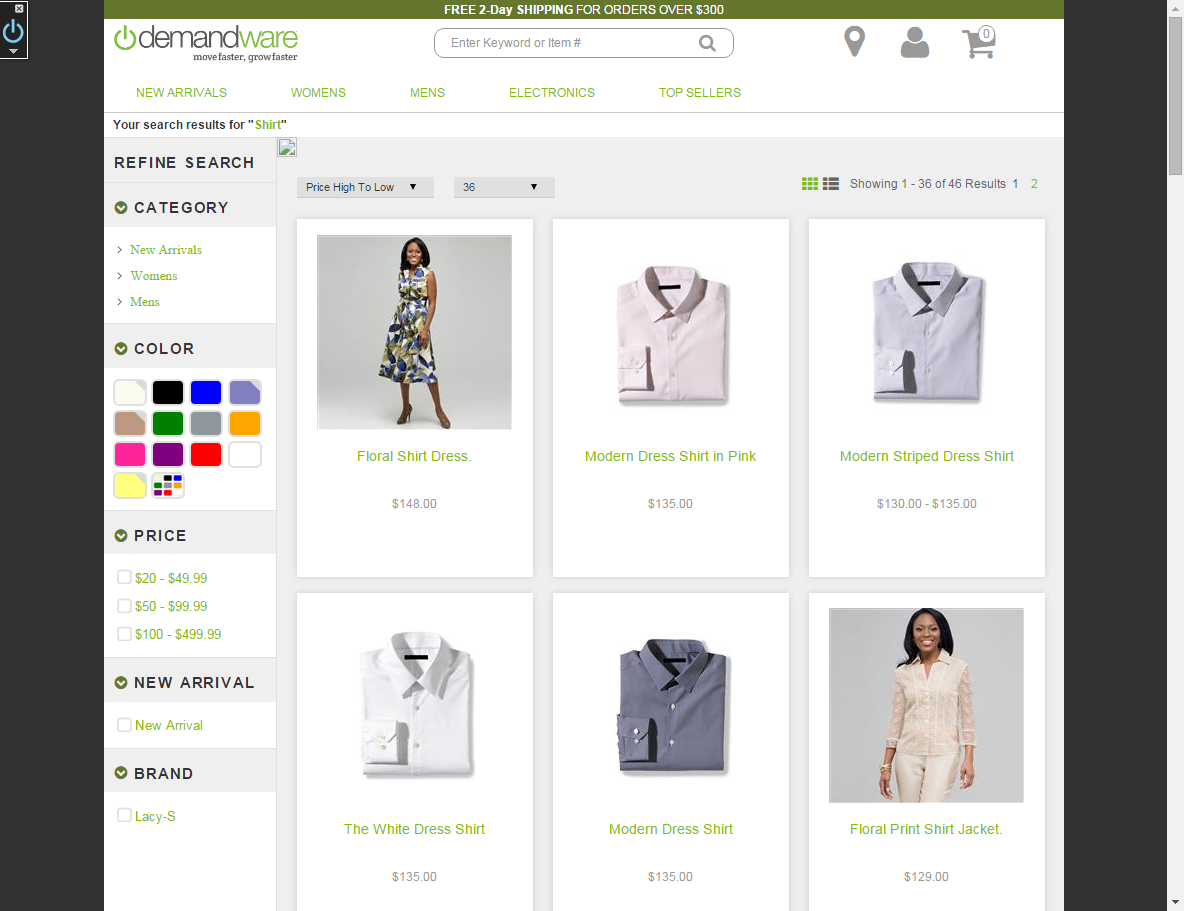 FREE 2-Day SHIPPING FOR ORDERS OVER $300
demandware
move faster, grow faster
Enter Keyword or Item #
0
NEW ARRIVALS
WOMENS
MENS
ELECTRONICS
TOP SELLERS
Your search results for "Shirt"
REFINE SEARCH
CATEGORY
New Arrivals
Womens
Mens
COLOR
PRICE
$20 - $49.99
$50 - $99.99
$100 - $499.99
NEW ARRIVAL
New Arrival
BRAND
Lacy-S
Price High To Low
36
Showing 1 - 36 of 46 Results 1 2
Floral Shirt Dress.
$148.00
Modern Dress Shirt in Pink
$135.00
Modern Striped Dress Shirt
$130.00 - $135.00
The White Dress Shirt
$135.00
Modern Dress Shirt
$135.00
Floral Print Shirt Jacket.
$129.00